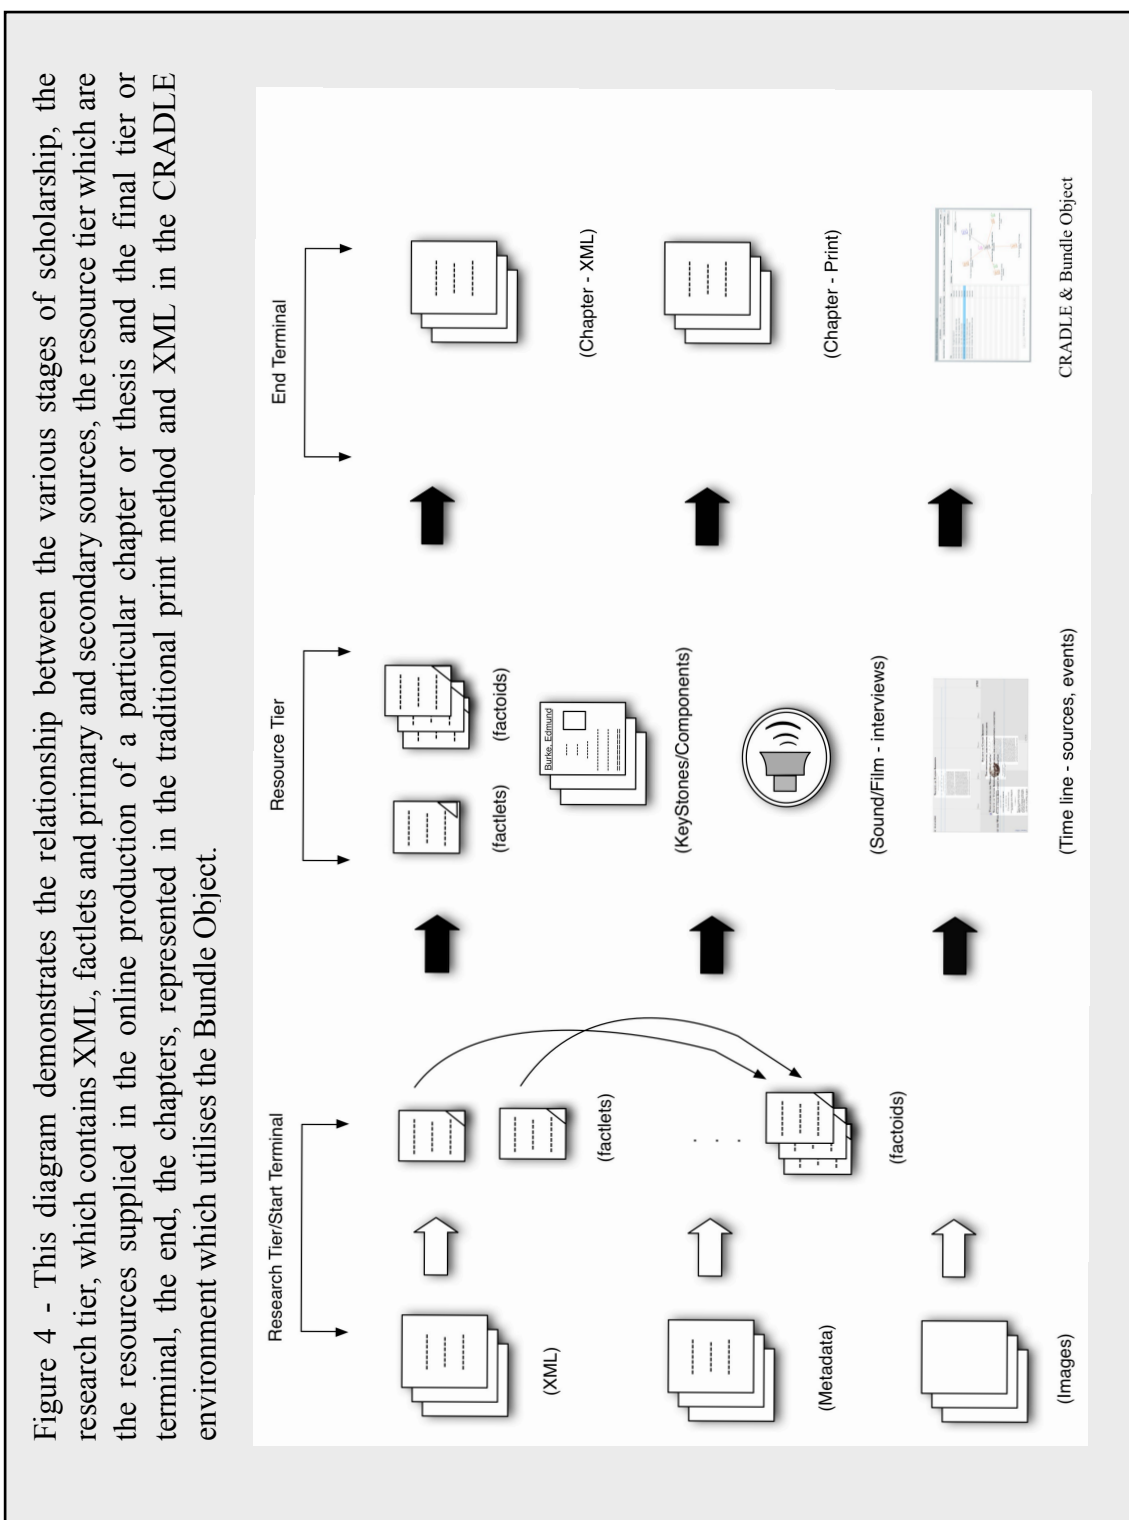 Figure 4 - This diagram demonstrates the relationship between the various stages of scholarship, the
research tier, which contains XML, factlets and primary and secondary sources, the resource tier which are
the resources supplied in the online production of a particular chapter or thesis and the final tier or
terminal, the end, the chapters, represented in the traditional print method and XML in the CRADLE
environment which utilises the Bundle Object.
Research Tier/Start Terminal
Resource Tier
End Terminal
(XML)
(factlets)
(factlets)
(factoids)
(Chapter - XML)
Burke, Edmund
(KeyStones/Components)
(Metadata)
. . .
(factoids)
(Sound/Film - interviews)
(Chapter - Print)
(Images)
(Time line - sources, events)
CRADLE & Bundle Object